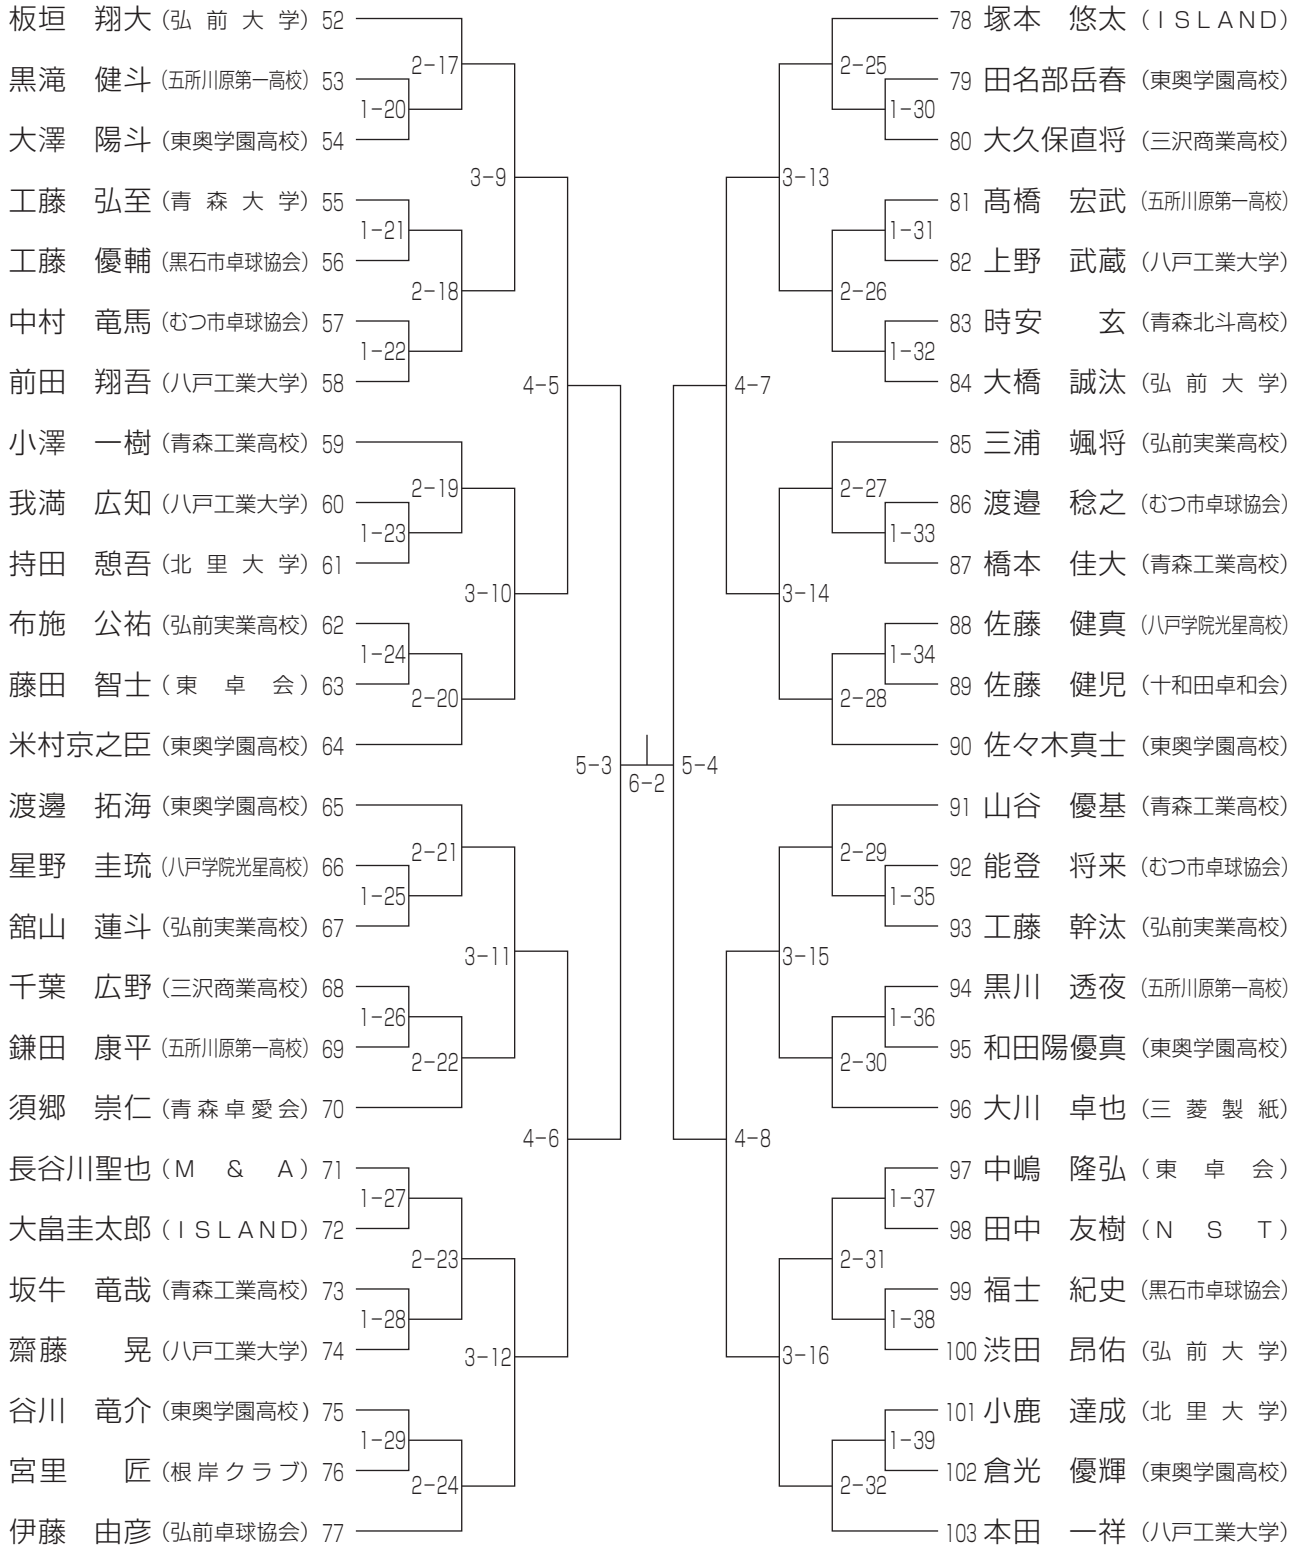 板垣　翔大 (弘前大学) 52
2-17
黒滝　健斗 (五所川原第一高校) 53
1-20
大澤　陽斗 (東奥学園高校) 54
3-9
工藤　弘至 (青森大学) 55
1-21
工藤　優輔 (黒石市卓球協会) 56
2-18
中村　竜馬 (むつ市卓球協会) 57
1-22
前田　翔吾 (八戸工業大学) 58
4-5
小澤　一樹 (青森工業高校) 59
2-19
我満　広知 (八戸工業大学) 60
1-23
持田　憩吾 (北里大学) 61
3-10
布施　公祐 (弘前実業高校) 62
1-24
藤田　智士 (東卓会) 63
2-20
米村京之臣 (東奥学園高校) 64
5-3
渡邊　拓海 (東奥学園高校) 65
2-21
星野　圭琉 (八戸学院光星高校) 66
1-25
舘山　蓮斗 (弘前実業高校) 67
3-11
千葉　広野 (三沢商業高校) 68
1-26
鎌田　康平 (五所川原第一高校) 69
2-22
須郷　崇仁 (青森卓愛会) 70
4-6
長谷川聖也 (M & A) 71
1-27
大畠圭太郎 (ISLAND) 72
2-23
坂牛　竜哉 (青森工業高校) 73
1-28
齋藤　晃 (八戸工業大学) 74
3-12
谷川　竜介 (東奥学園高校) 75
1-29
宮里　匠 (根岸クラブ) 76
2-24
伊藤　由彦 (弘前卓球協会) 77
6-2
78 塚本　悠太 (ISLAND)
2-25
79 田名部岳春 (東奥学園高校)
1-30
80 大久保直将 (三沢商業高校)
3-13
81 髙橋　宏武 (五所川原第一高校)
1-31
82 上野　武蔵 (八戸工業大学)
2-26
83 時安　玄 (青森北斗高校)
1-32
84 大橋　誠汰 (弘前大学)
4-7
85 三浦　颯将 (弘前実業高校)
2-27
86 渡邉　稔之 (むつ市卓球協会)
1-33
87 橋本　佳大 (青森工業高校)
3-14
88 佐藤　健真 (八戸学院光星高校)
1-34
89 佐藤　健児 (十和田卓和会)
2-28
90 佐々木真士 (東奥学園高校)
5-4
91 山谷　優基 (青森工業高校)
2-29
92 能登　将来 (むつ市卓球協会)
1-35
93 工藤　幹汰 (弘前実業高校)
3-15
94 黒川　透夜 (五所川原第一高校)
1-36
95 和田陽優真 (東奥学園高校)
2-30
96 大川　卓也 (三菱製紙)
4-8
97 中嶋　隆弘 (東卓会)
1-37
98 田中　友樹 (NST)
2-31
99 福士　紀史 (黒石市卓球協会)
1-38
100 渋田　昂佑 (弘前大学)
3-16
101 小鹿　達成 (北里大学)
1-39
102 倉光　優輝 (東奥学園高校)
2-32
103 本田　一祥 (八戸工業大学)